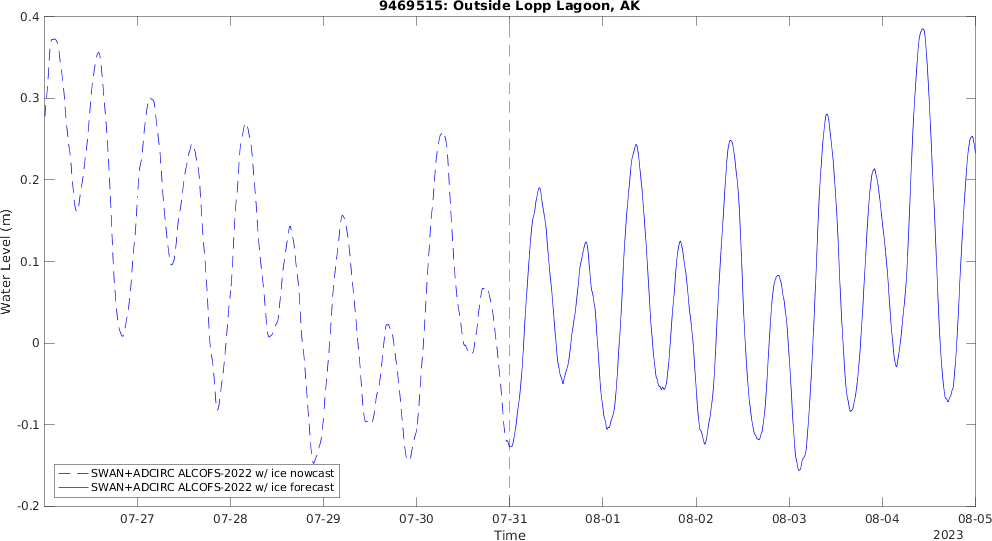 9469515: Outside Lopp Lagoon, AK
Water Level (m)
0.4
0.3
0.2
0.1
0
-0.1
-0.2
SWAN+ADCIRC ALCOFS-2022 w/ ice nowcast
SWAN+ADCIRC ALCOFS-2022 w/ ice forecast
07-27 07-28 07-29 07-30 07-31 08-01 08-02 08-03 08-04 08-05
Time
2023